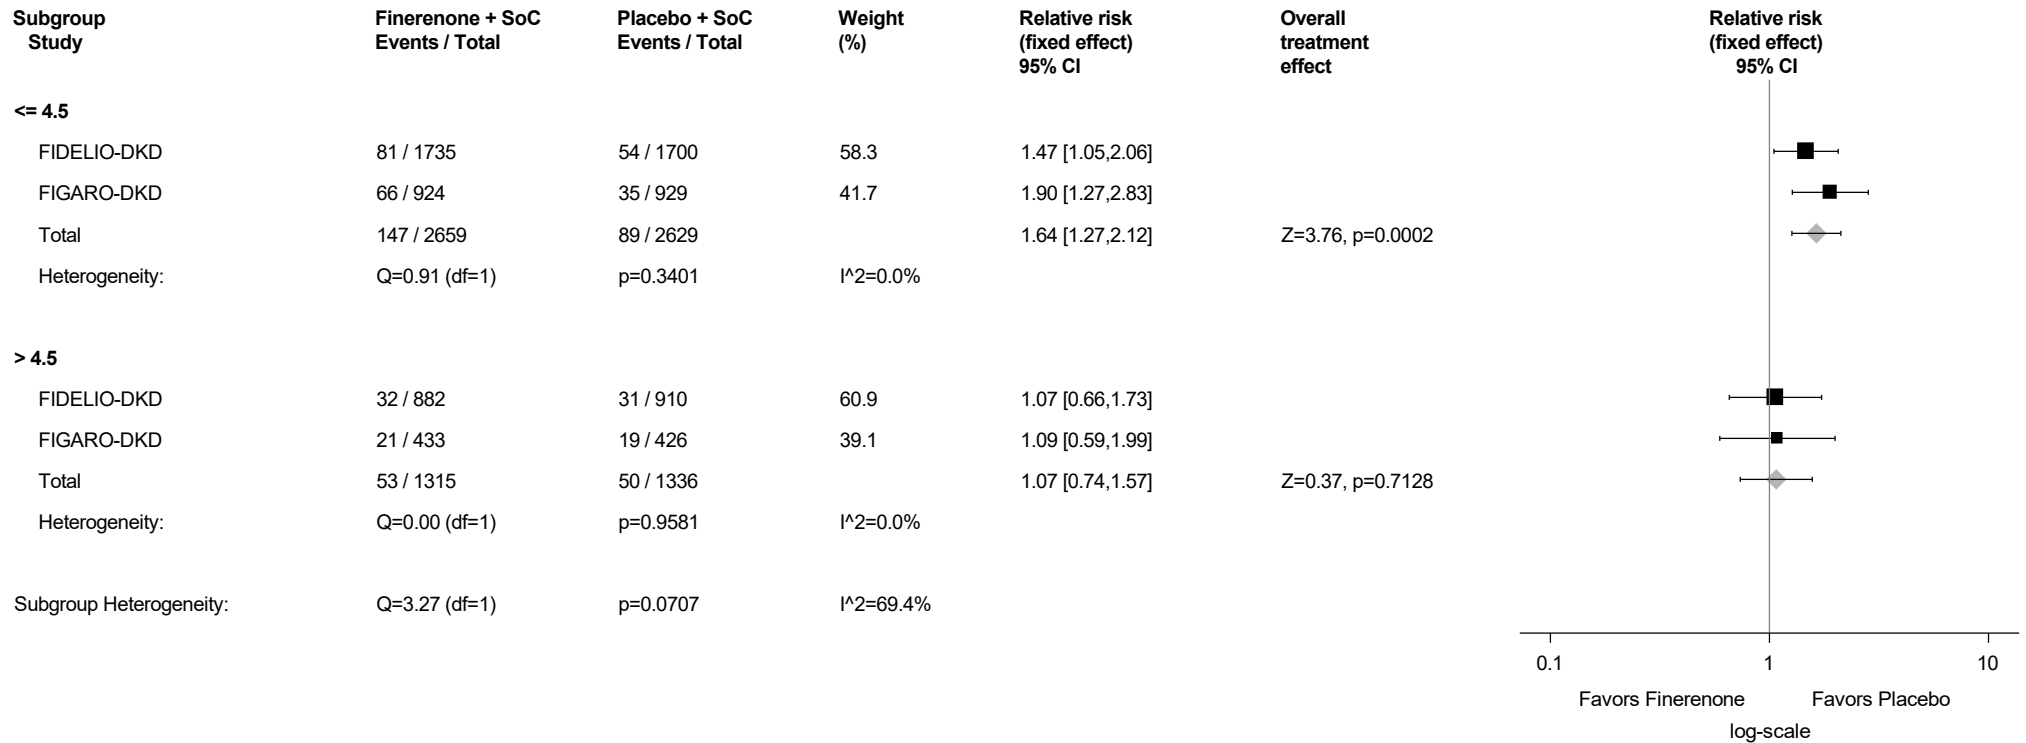 Subgroup Finerenone + SoC Placebo + SoC Weight Relative risk Overall Relative risk
Study Events / Total Events / Total (%) (fixed effect) treatment (fixed effect)
95% CI effect 95% CI
<= 4.5
FIDELIO-DKD 81 / 1735 54 / 1700 58.3 1.47 [1.05,2.06]
FIGARO-DKD 66 / 924 35 / 929 41.7 1.90 [1.27,2.83]
Total 147 / 2659 89 / 2629 1.64 [1.27,2.12] Z=3.76, p=0.0002
Heterogeneity: Q=0.91 (df=1) p=0.3401 I^2=0.0%
> 4.5
FIDELIO-DKD 32 / 882 31 / 910 60.9 1.07 [0.66,1.73]
FIGARO-DKD 21 / 433 19 / 426 39.1 1.09 [0.59,1.99]
Total 53 / 1315 50 / 1336 1.07 [0.74,1.57] Z=0.37, p=0.7128
Heterogeneity: Q=0.00 (df=1) p=0.9581 I^2=0.0%
Subgroup Heterogeneity: Q=3.27 (df=1) p=0.0707 I^2=69.4%
0.1 1 10
Favors Finerenone Favors Placebo
log-scale